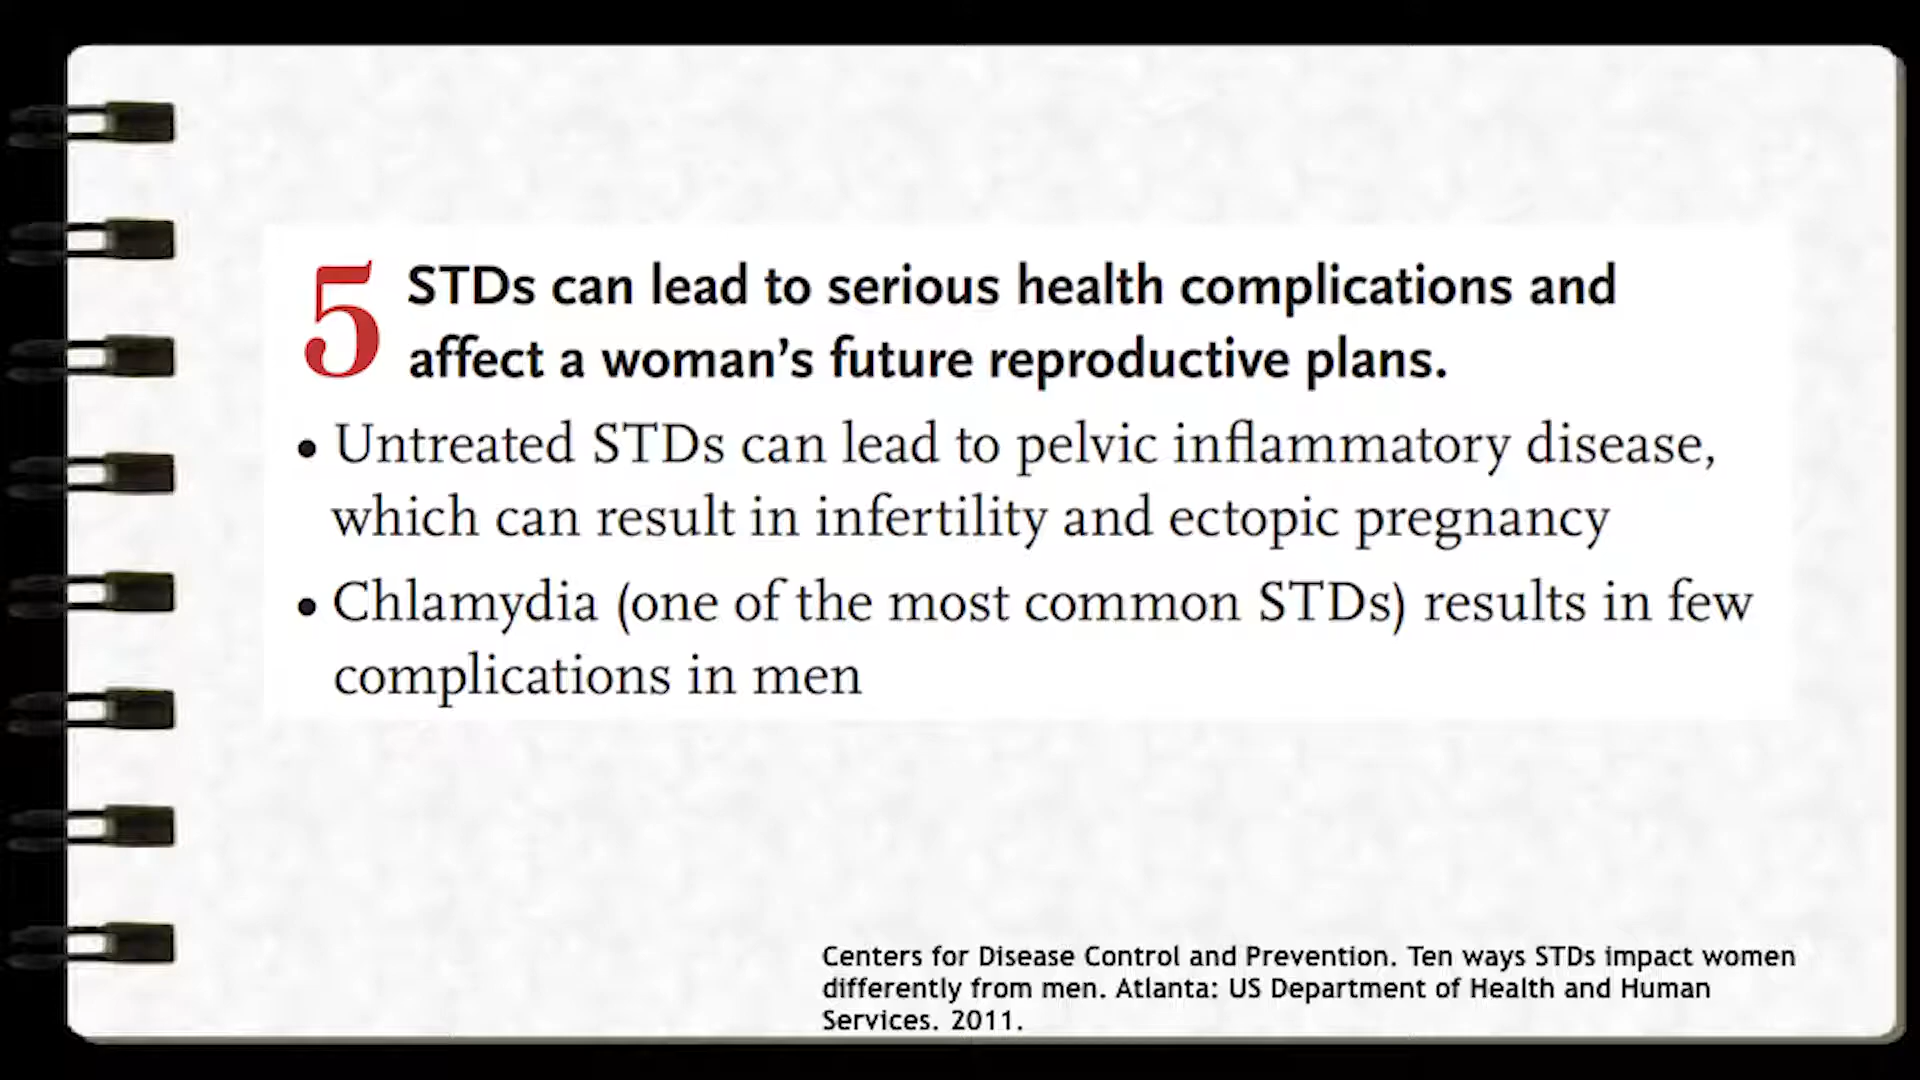 5 STDs can lead to serious health complications and
affect a woman’s future reproductive plans.
• Untreated STDs can lead to pelvic inflammatory disease,
which can result in infertility and ectopic pregnancy
• Chlamydia (one of the most common STDs) results in few
complications in men
Centers for Disease Control and Prevention. Ten ways STDs impact women
differently from men. Atlanta: US Department of Health and Human
Services. 2011.